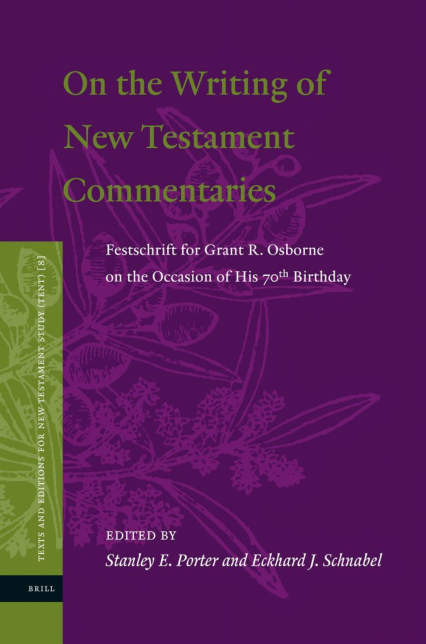 On the Writing of
New Testament
Commentaries
Festschrift for Grant R. Osborne
on the Occasion of His 70th Birthday
TEXTS AND EDITIONS FOR NEW TESTAMENT STUDY (TENT) [8]
EDITED BY
Stanley E. Porter and Eckhard J. Schnabel
BRILL